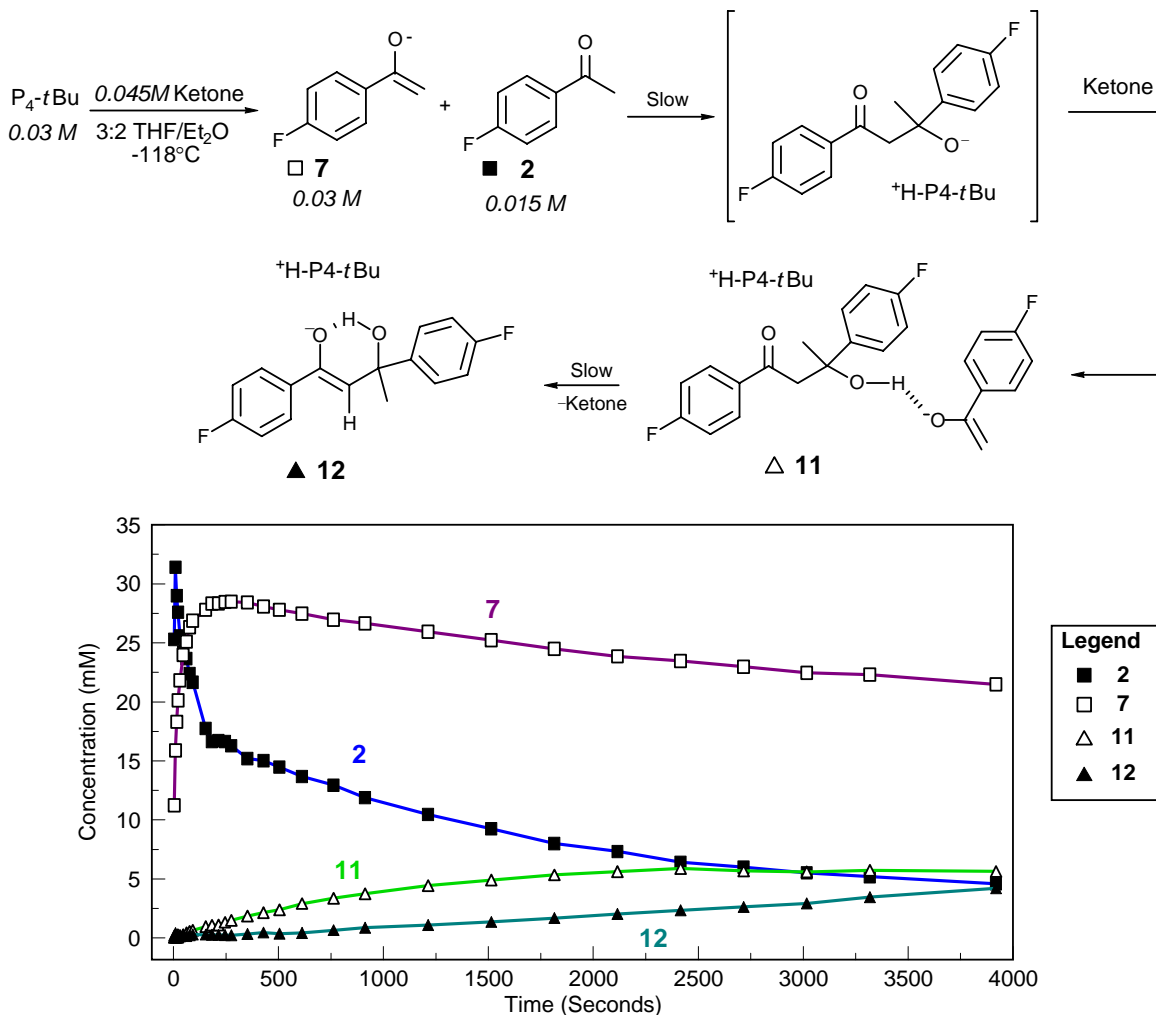 P4-tBu
0.03 M
0.045M Ketone
3:2 THF/Et2O
-118°C
O-
F
7
0.03 M
+
O
F
2
0.015 M
Slow
O
F
O−
F
+H-P4-tBu
Ketone
+H-P4-tBu
−O
H
O
F
F
H
12
Slow
−Ketone
+H-P4-tBu
O
F
O
H
F
−O
F
11
Concentration (mM)
35
30
25
20
15
10
5
0
7
2
11
12
0
500
1000
1500
2000
2500
3000
3500
4000
Time (Seconds)
Legend
2
7
11
12